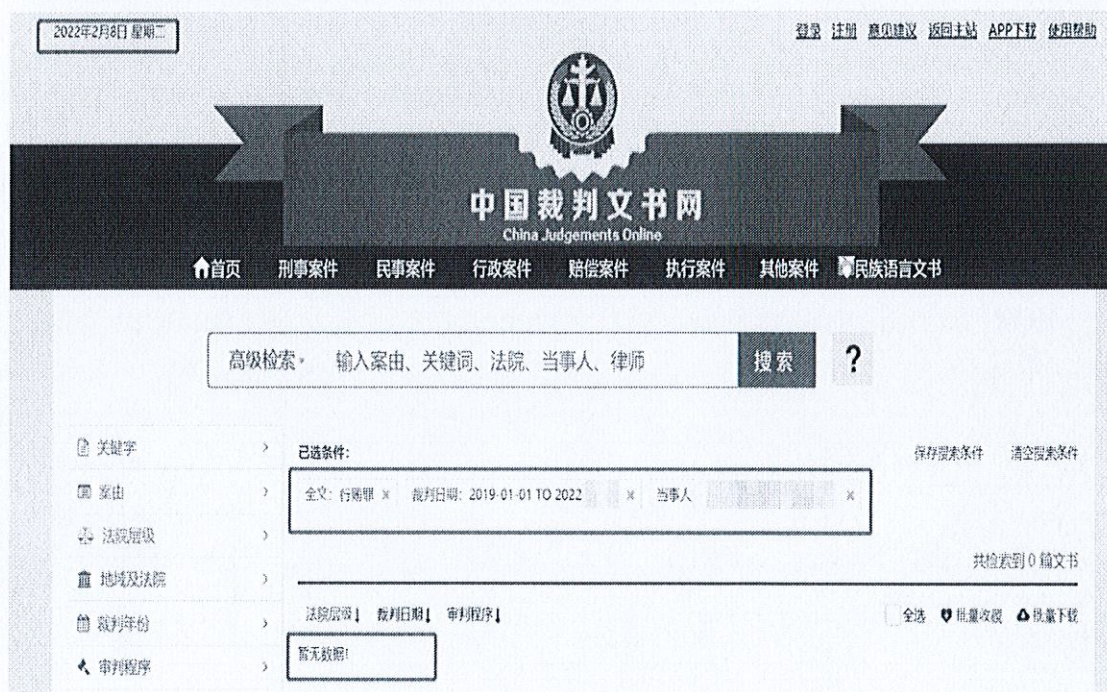 2022年2月8日 星期二
登录 注册 意见建议 返回主站 APP下载 使用帮助
中国裁判文书网
China Judgements Online
首页 刑事案件 民事案件 行政案件 赔偿案件 执行案件 其他案件 民族语言文书
高级检索 输入案由、关键词、法院、当事人、律师 搜索 ?
关键字 >
已选条件:
保存搜索条件 清空搜索条件
案由 >
全文: 行贿罪 × 裁判日期: 2019-01-01 TO 2022 × 当事人 ×
法院层级 >
共检索到 0 篇文书
地域及法院 >
法院层级↓ 裁判日期↓ 审判程序↓
全选 批量收藏 批量下载
裁判年份 >
暂无数据!
审判程序 >